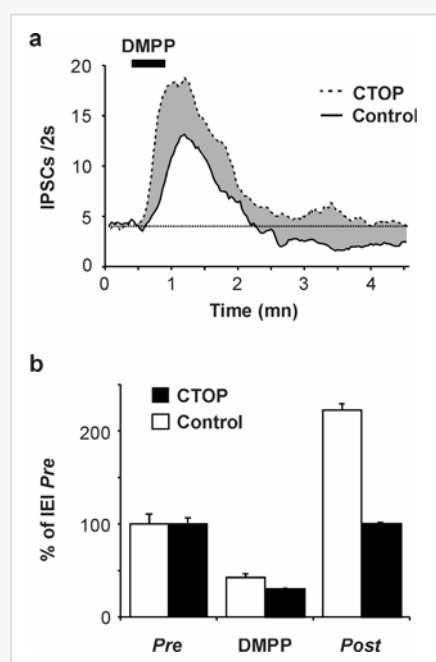 a
DMPP
20
15
10
5
0
IPSCs /2s
CTOP
Control
0 1 2 3 4
Time (mn)
b
CTOP
Control
200
100
0
% of IEI Pre
Pre DMPP Post